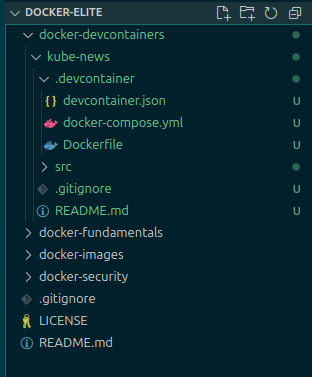 DOCKER-ELITE
docker-devcontainers
kube-news
.devcontainer
{ } devcontainer.json U
docker-compose.yml U
Dockerfile U
src
.gitignore U
README.md U
docker-fundamentals
docker-images
docker-security
.gitignore
LICENSE
README.md